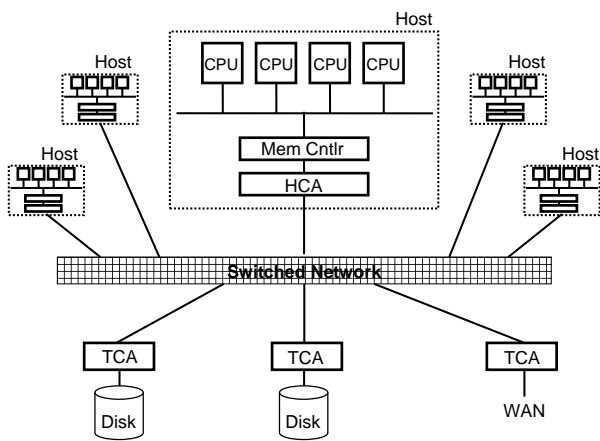 Host
CPU CPU CPU CPU
Host
Host
Mem Cntlr
Host
Host
HCA
Switched Network
TCA
TCA
TCA
Disk
Disk
WAN